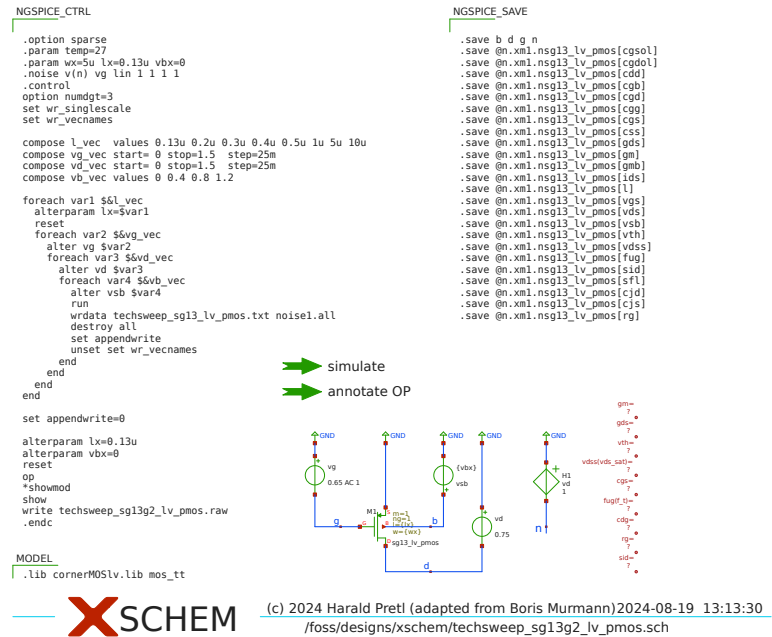 NGSPICE_CTRL
.option sparse
.param temp=27
.param wx=5u lx=0.13u vbx=0
.noise v(n) vg lin 1 1 1 1
.control
option numdgt=3
set wr_singlescale
set wr_vecnames
compose l_vec  values 0.13u 0.2u 0.3u 0.4u 0.5u 1u 5u 10u
compose vg_vec start= 0 stop=1.5  step=25m
compose vd_vec start= 0 stop=1.5  step=25m
compose vb_vec values 0 0.4 0.8 1.2
foreach var1 $&l_vec
  alterparam lx=$var1
  reset
  foreach var2 $&vg_vec
    alter vg $var2
    foreach var3 $&vd_vec
      alter vd $var3
      foreach var4 $&vb_vec
        alter vsb $var4
        run
        wrdata techsweep_sg13_lv_pmos.txt noise1.all
        destroy all
        set appendwrite
        unset set wr_vecnames
      end
    end
  end
end
set appendwrite=0
alterparam lx=0.13u
alterparam vbx=0
reset
op
*showmod
show
write techsweep_sg13g2_lv_pmos.raw
.endc
MODEL
.lib cornerMOSlv.lib mos_tt
NGSPICE_SAVE
.save b d g n
.save @n.xm1.nsg13_lv_pmos[cgsol]
.save @n.xm1.nsg13_lv_pmos[cgdol]
.save @n.xm1.nsg13_lv_pmos[cdd]
.save @n.xm1.nsg13_lv_pmos[cgb]
.save @n.xm1.nsg13_lv_pmos[cgd]
.save @n.xm1.nsg13_lv_pmos[cgg]
.save @n.xm1.nsg13_lv_pmos[cgs]
.save @n.xm1.nsg13_lv_pmos[css]
.save @n.xm1.nsg13_lv_pmos[gds]
.save @n.xm1.nsg13_lv_pmos[gm]
.save @n.xm1.nsg13_lv_pmos[gmb]
.save @n.xm1.nsg13_lv_pmos[ids]
.save @n.xm1.nsg13_lv_pmos[l]
.save @n.xm1.nsg13_lv_pmos[vgs]
.save @n.xm1.nsg13_lv_pmos[vds]
.save @n.xm1.nsg13_lv_pmos[vsb]
.save @n.xm1.nsg13_lv_pmos[vth]
.save @n.xm1.nsg13_lv_pmos[vdss]
.save @n.xm1.nsg13_lv_pmos[fug]
.save @n.xm1.nsg13_lv_pmos[sid]
.save @n.xm1.nsg13_lv_pmos[sfl]
.save @n.xm1.nsg13_lv_pmos[cjd]
.save @n.xm1.nsg13_lv_pmos[cjs]
.save @n.xm1.nsg13_lv_pmos[rg]
simulate
annotate OP
GND GND GND GND GND
vg
0.65 AC 1
{vbx}
vsb
vd
0.75
H1
vd
1
M1
m=1
ng=1
l={lx}
w={wx}
sg13_lv_pmos
G
S
B
D
g
b
d
n
gm=
?
gds=
?
vth=
?
vdss(vds_sat)=
?
cgs=
?
fug(f_t)=
?
cdg=
?
rg=
?
sid=
?
XSCHEM
(c) 2024 Harald Pretl (adapted from Boris Murmann) 2024-08-19  13:13:30
/foss/designs/xschem/techsweep_sg13g2_lv_pmos.sch